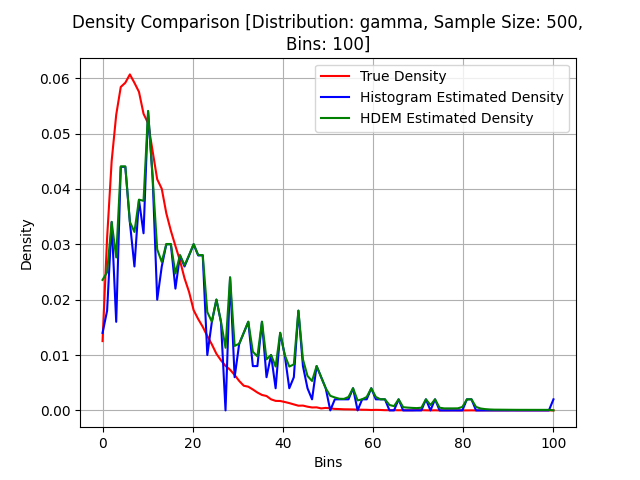 Density Comparison [Distribution: gamma, Sample Size: 500,
Bins: 100]
True Density
Histogram Estimated Density
HDEM Estimated Density
Density
0.06
0.05
0.04
0.03
0.02
0.01
0.00
0 20 40 60 80 100
Bins